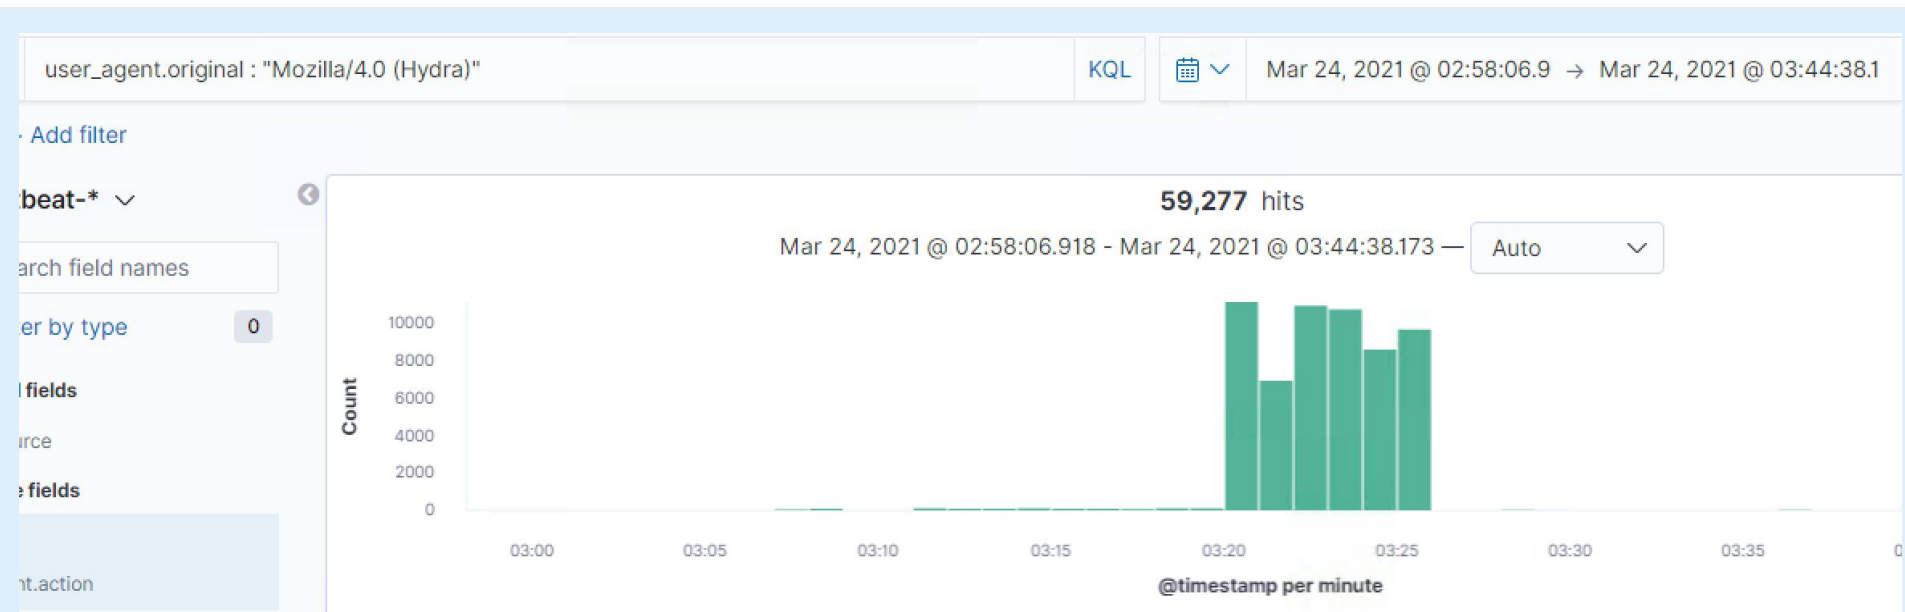 user_agent.original : "Mozilla/4.0 (Hydra)"
KQL
Mar 24, 2021 @ 02:58:06.9 → Mar 24, 2021 @ 03:44:38.1
Add filter
beat-*
arch field names
er by type
0
fields
urce
fields
nt.action
59,277 hits
Mar 24, 2021 @ 02:58:06.918 - Mar 24, 2021 @ 03:44:38.173 — Auto
Count
10000
8000
6000
4000
2000
0
03:00 03:05 03:10 03:15 03:20 03:25 03:30 03:35
@timestamp per minute